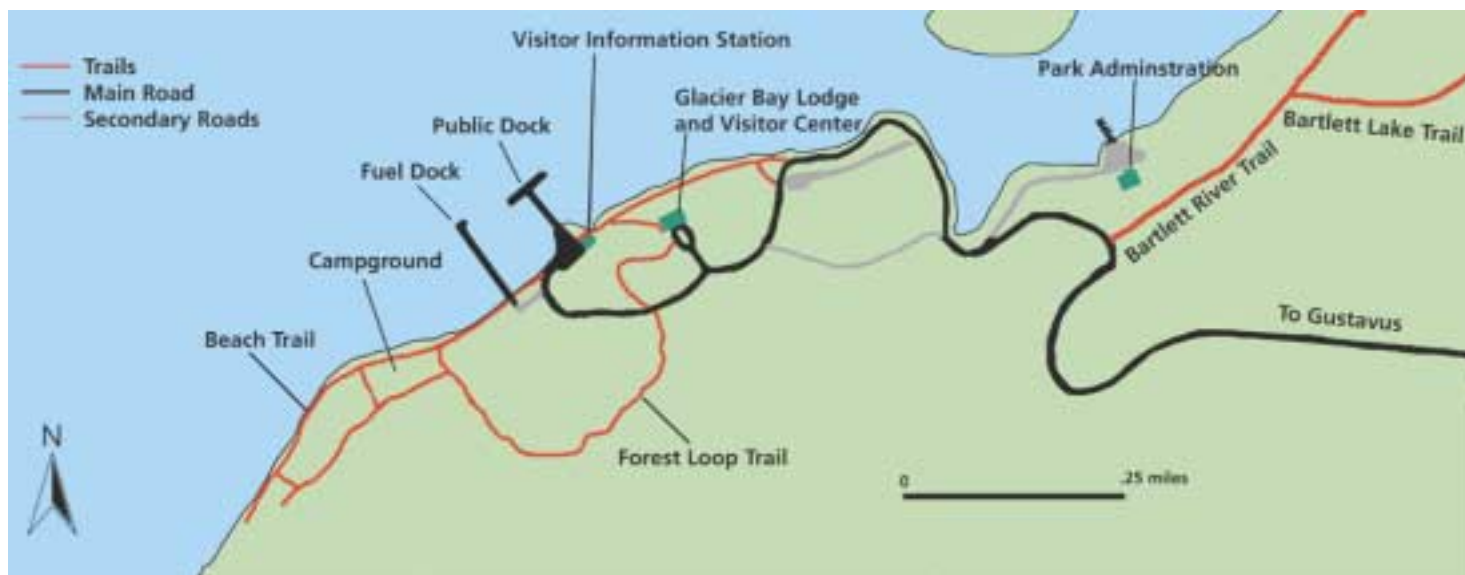 Trails
Main Road
Secondary Roads
Visitor Information Station
Public Dock
Fuel Dock
Glacier Bay Lodge
and Visitor Center
Park Adminstration
Bartlett Lake Trail
Bartlett River Trail
Campground
Beach Trail
To Gustavus
Forest Loop Trail
N
0
.25 miles